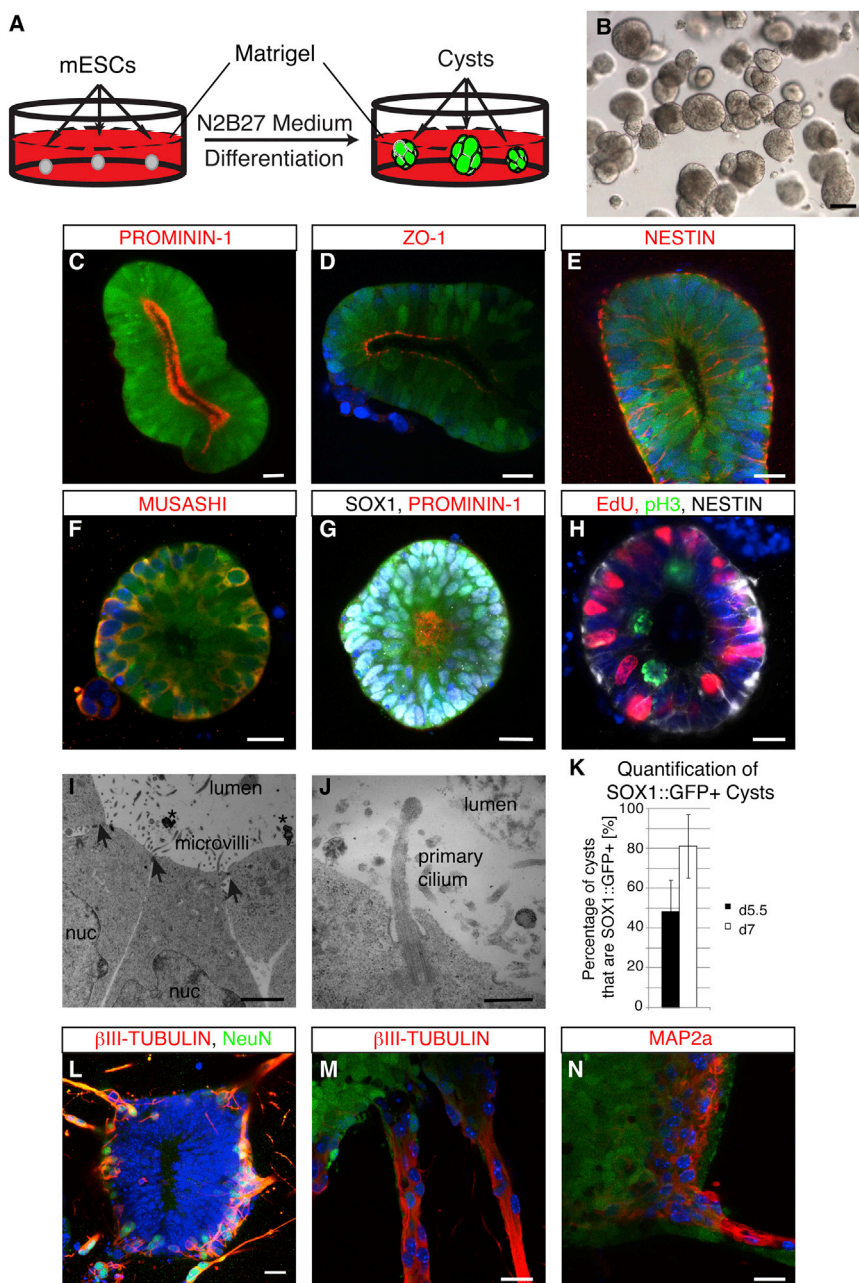 A
mESCs
Matrigel
Cysts
N2B27 Medium
Differentiation
B
PROMININ-1
ZO-1
NESTIN
C
D
E
MUSASHI
SOX1, PROMININ-1
EdU, pH3, NESTIN
F
G
H
I
lumen
*
*
microvilli
nuc
nuc
J
lumen
primary
cilium
K
Quantification of
SOX1::GFP+ Cysts
Percentage of cysts
that are SOX1::GFP+ [%]
100
80
60
40
20
0
d5.5
d7
βIII-TUBULIN, NeuN
βIII-TUBULIN
MAP2a
L
M
N